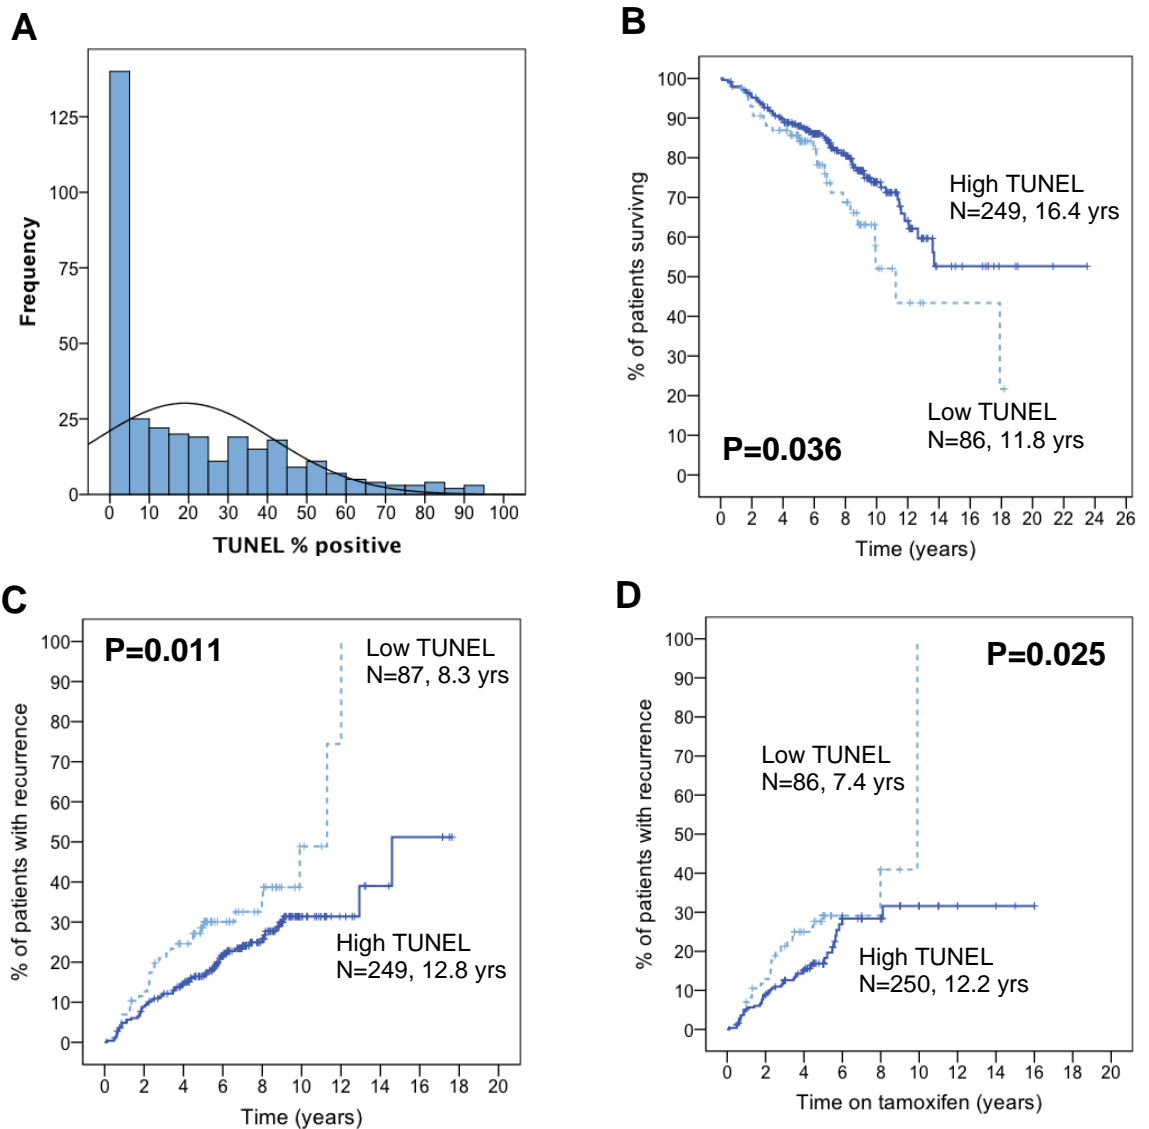 A
Frequency
125
100
75
50
25
0
0 10 20 30 40 50 60 70 80 90 100
TUNEL % positive
B
% of patients survivng
100
90
80
70
60
50
40
30
20
10
0
High TUNEL
N=249, 16.4 yrs
Low TUNEL
N=86, 11.8 yrs
P=0.036
0 2 4 6 8 10 12 14 16 18 20 22 24 26
Time (years)
C
% of patients with recurrence
100
90
80
70
60
50
40
30
20
10
0
P=0.011
Low TUNEL
N=87, 8.3 yrs
High TUNEL
N=249, 12.8 yrs
0 2 4 6 8 10 12 14 16 18 20
Time (years)
D
% of patients with recurrence
100
90
80
70
60
50
40
30
20
10
0
P=0.025
Low TUNEL
N=86, 7.4 yrs
High TUNEL
N=250, 12.2 yrs
0 2 4 6 8 10 12 14 16 18 20
Time on tamoxifen (years)